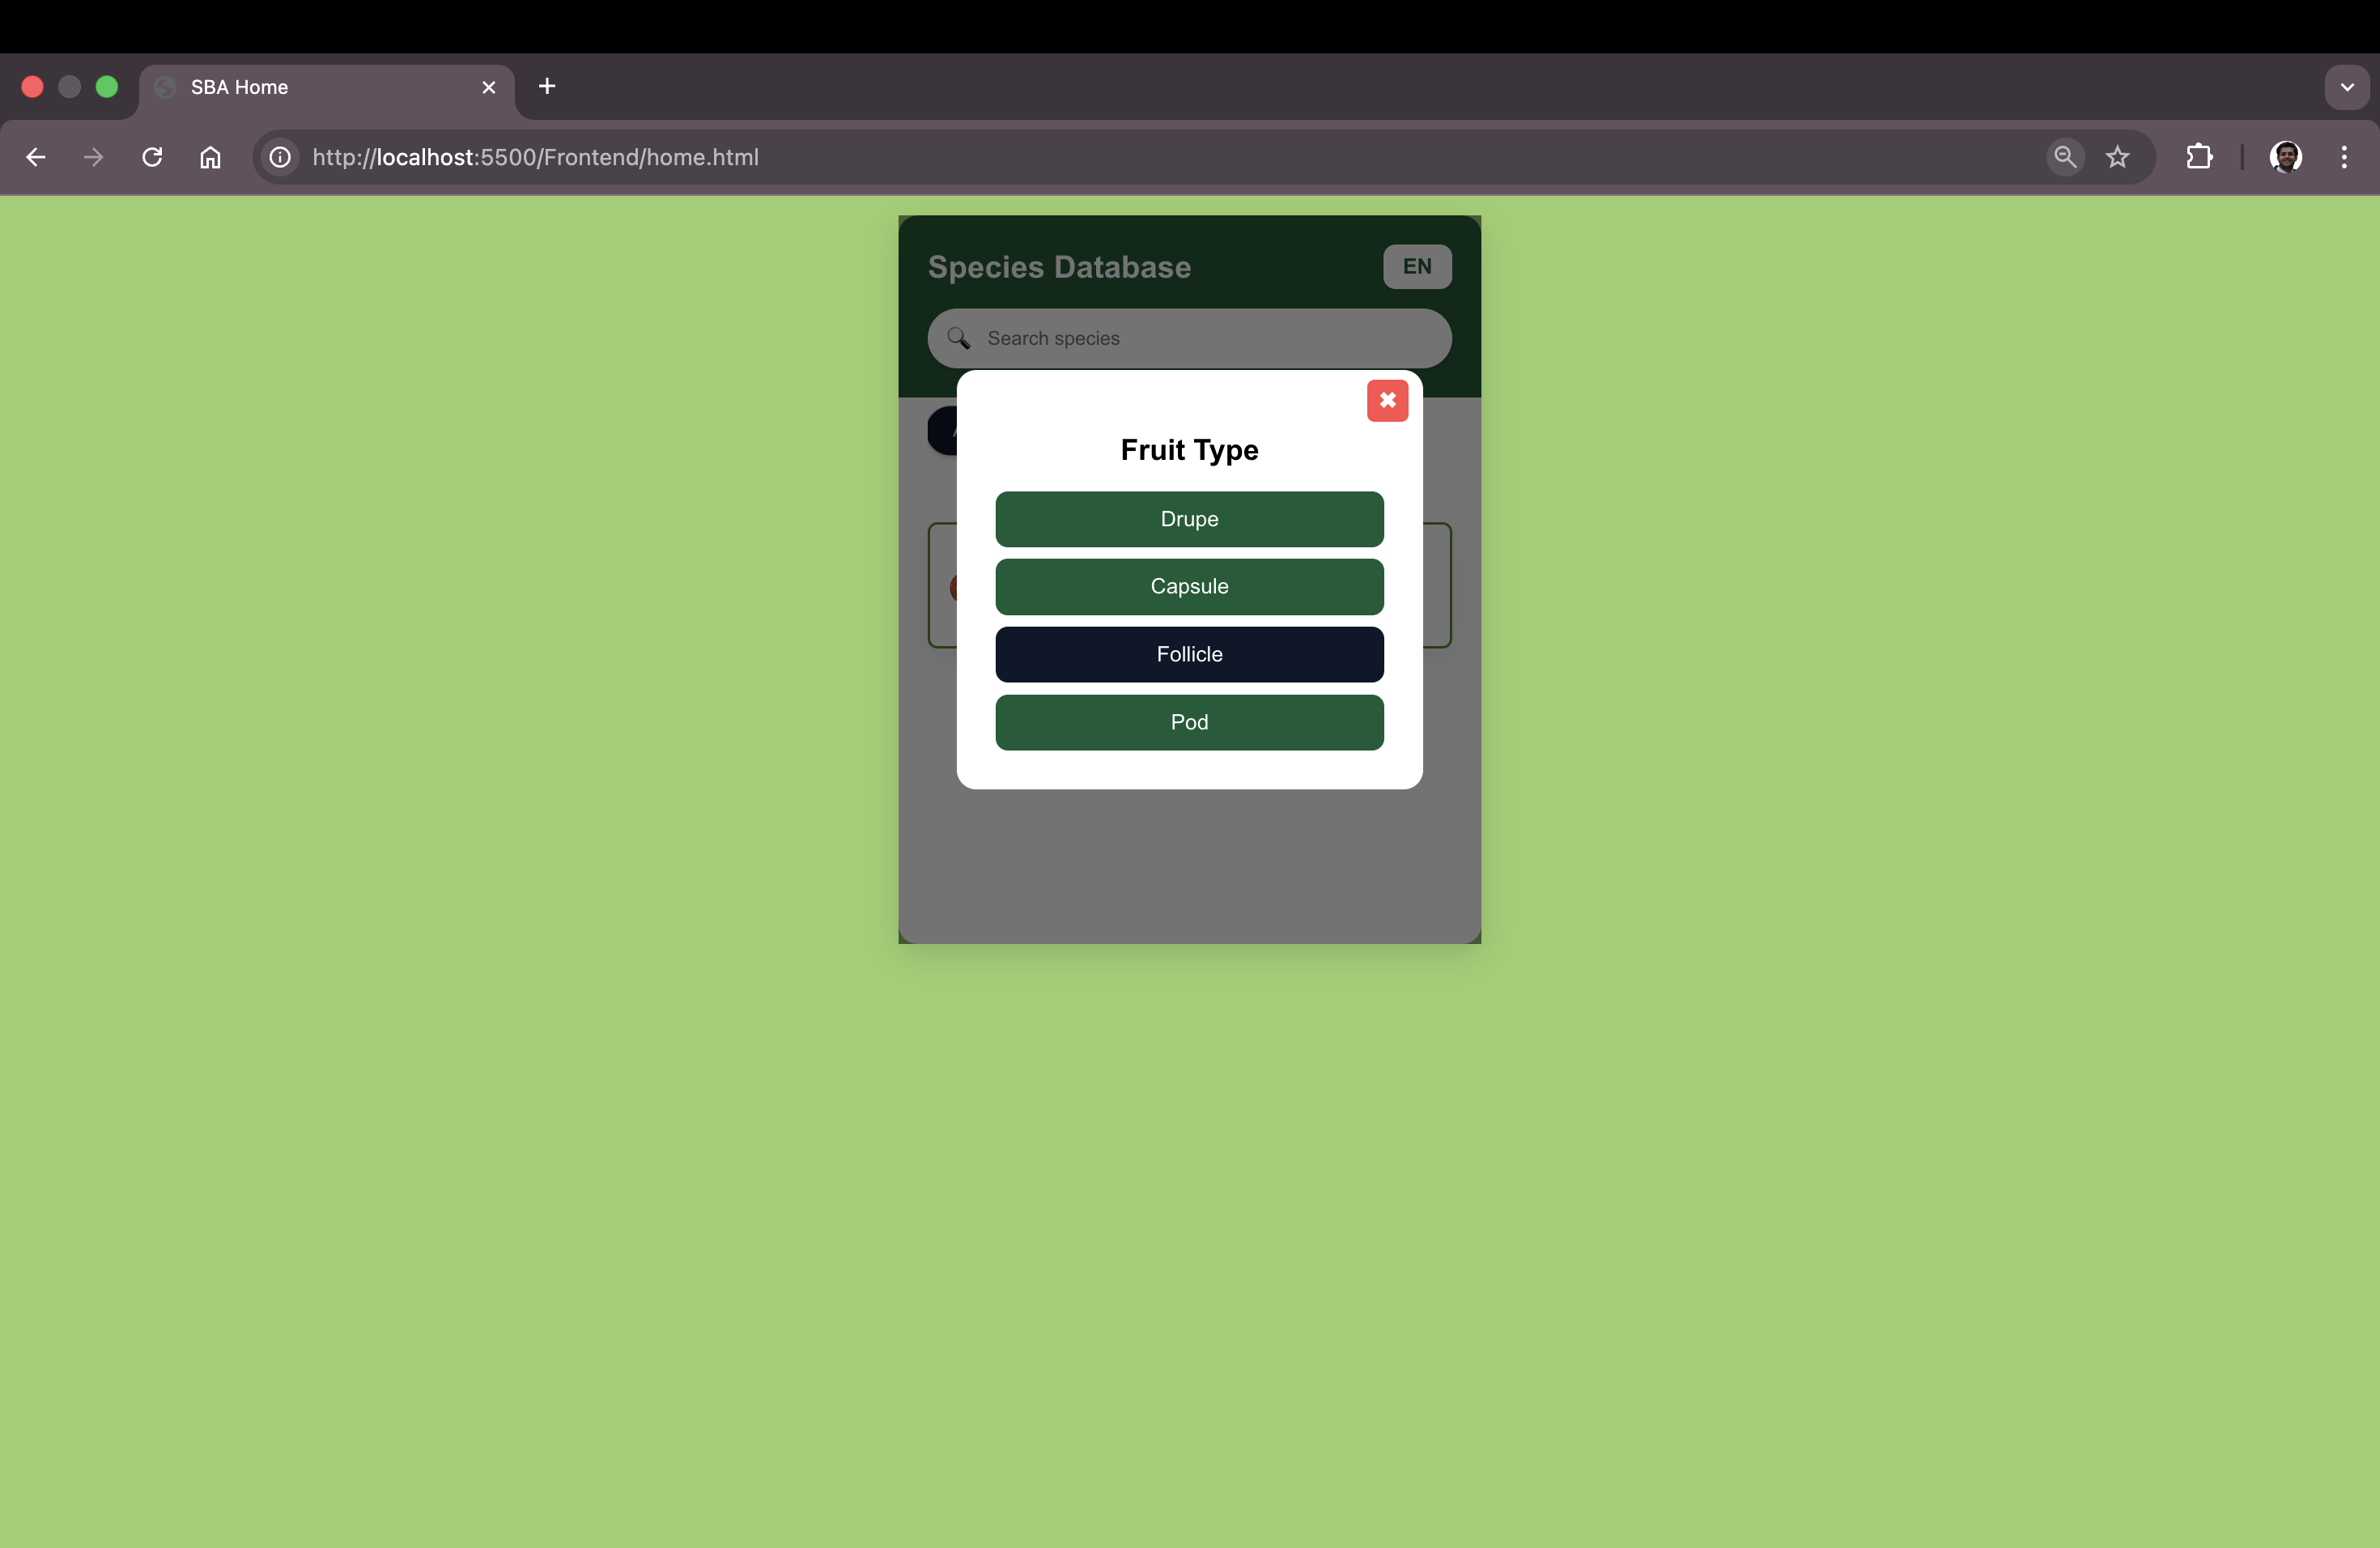 SBA Home
http://localhost:5500/Frontend/home.html
Species Database
EN
Search species
Fruit Type
Drupe
Capsule
Follicle
Pod